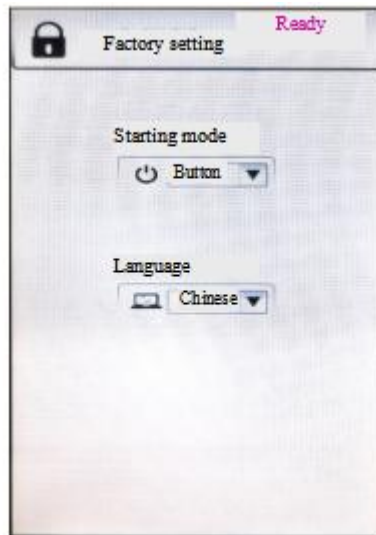 Ready
Factory setting
Starting mode
Button
Language
Chinese